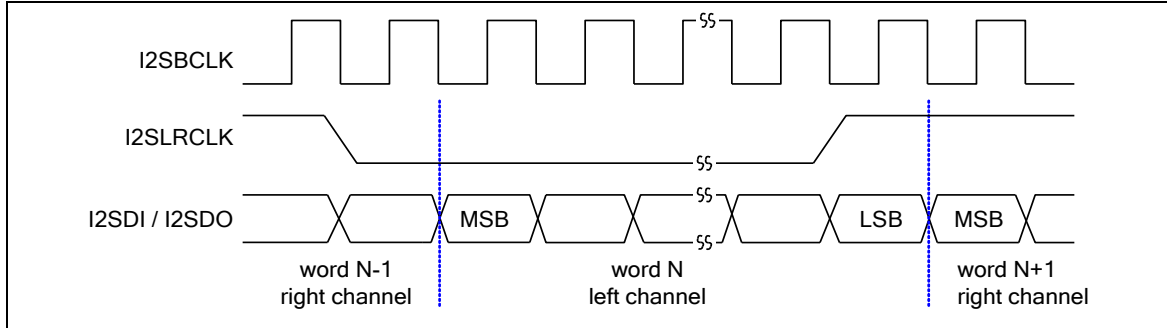 I2SBCLK
I2SLRCLK
I2SDI / I2SDO
MSB
LSB
MSB
word N-1
right channel
word N
left channel
word N+1
right channel